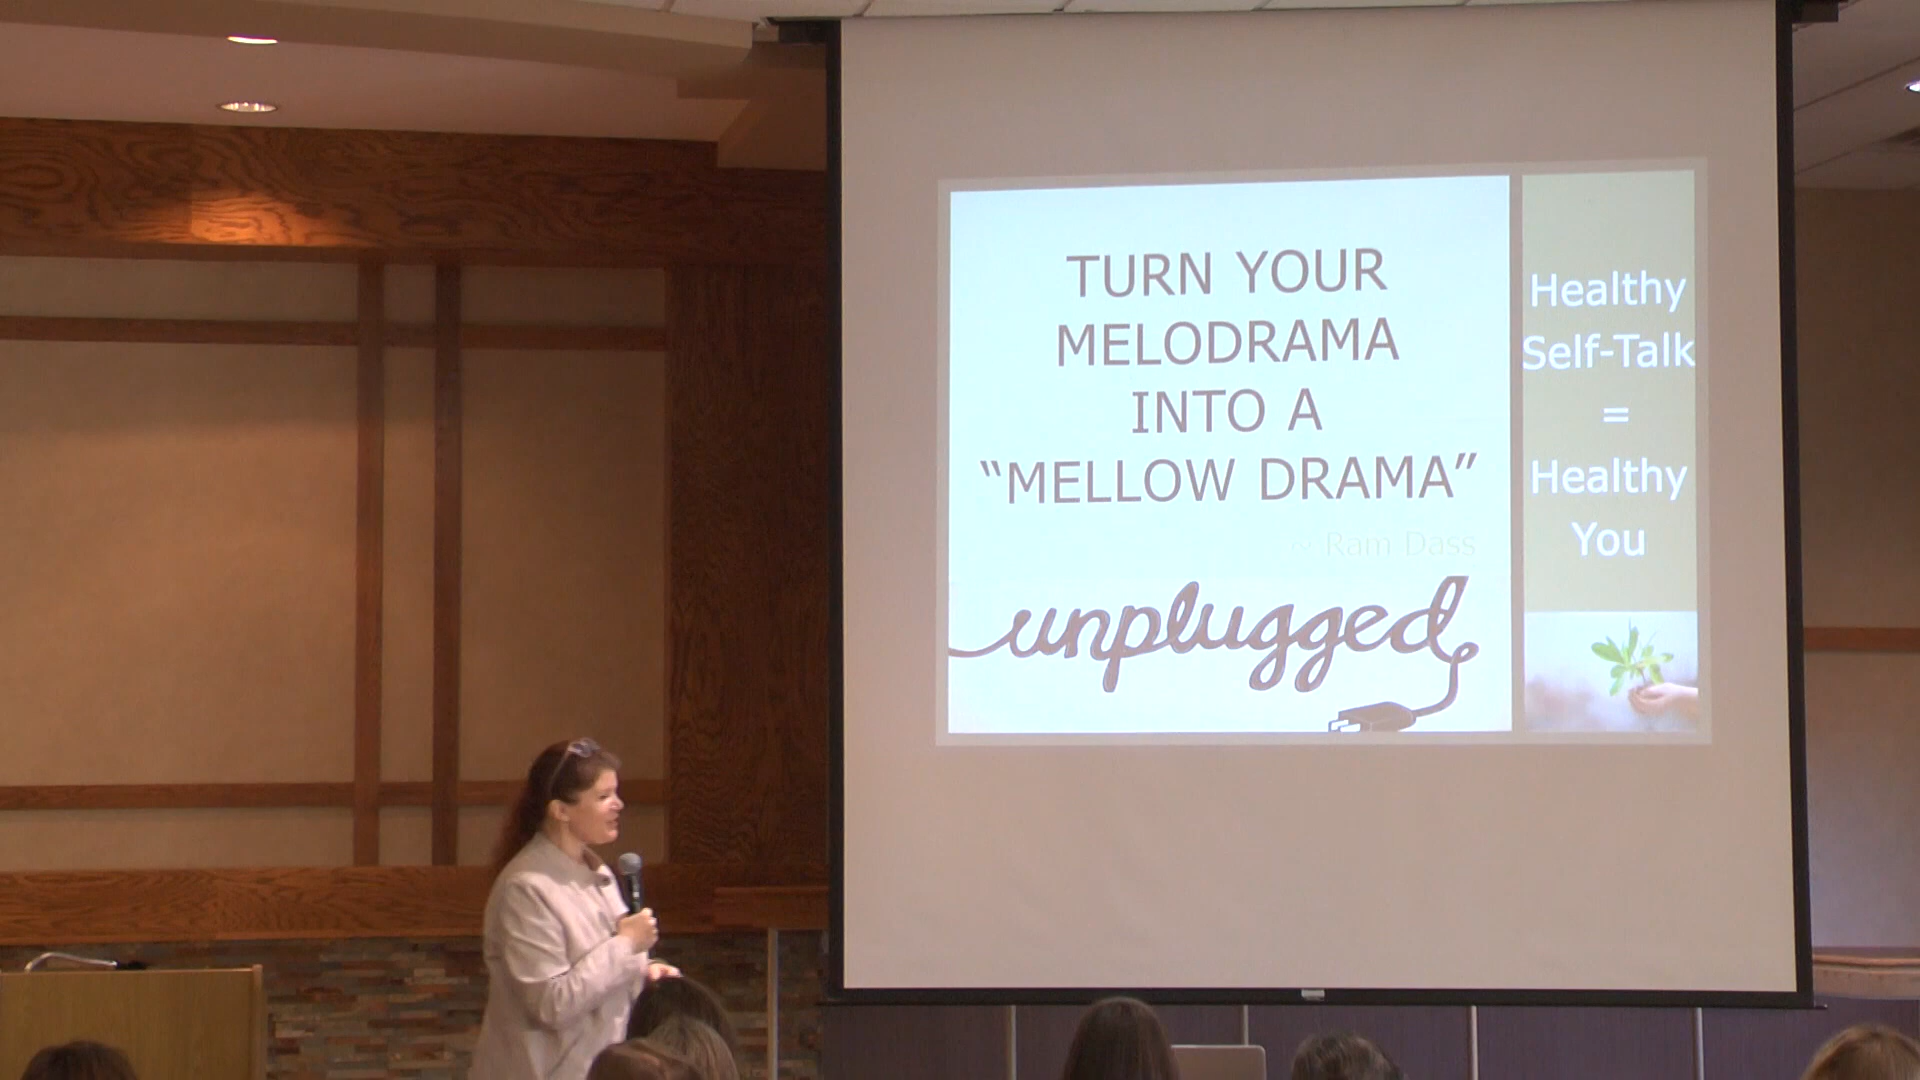 TURN YOUR
MELODRAMA
INTO A
“MELLOW DRAMA”
~ Ram Dass
unplugged
Healthy
Self-Talk
=
Healthy
You